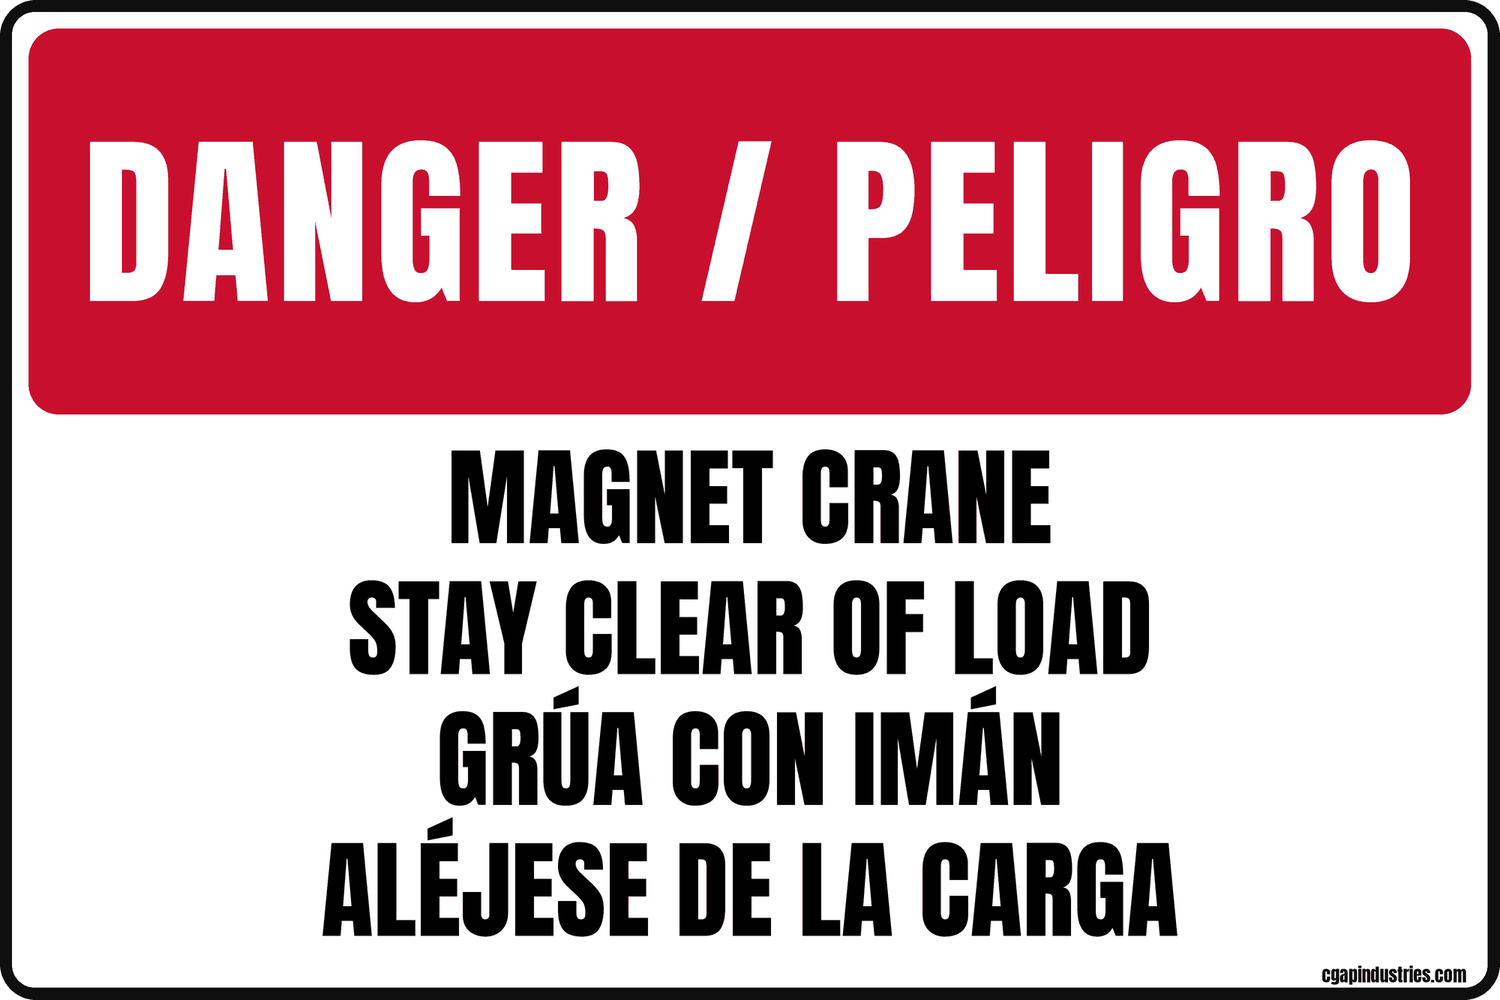 DANGER / PELIGRO
MAGNET CRANE
STAY CLEAR OF LOAD
GRÚA CON IMÁN
ALÉJESE DE LA CARGA
cgapindustries.com